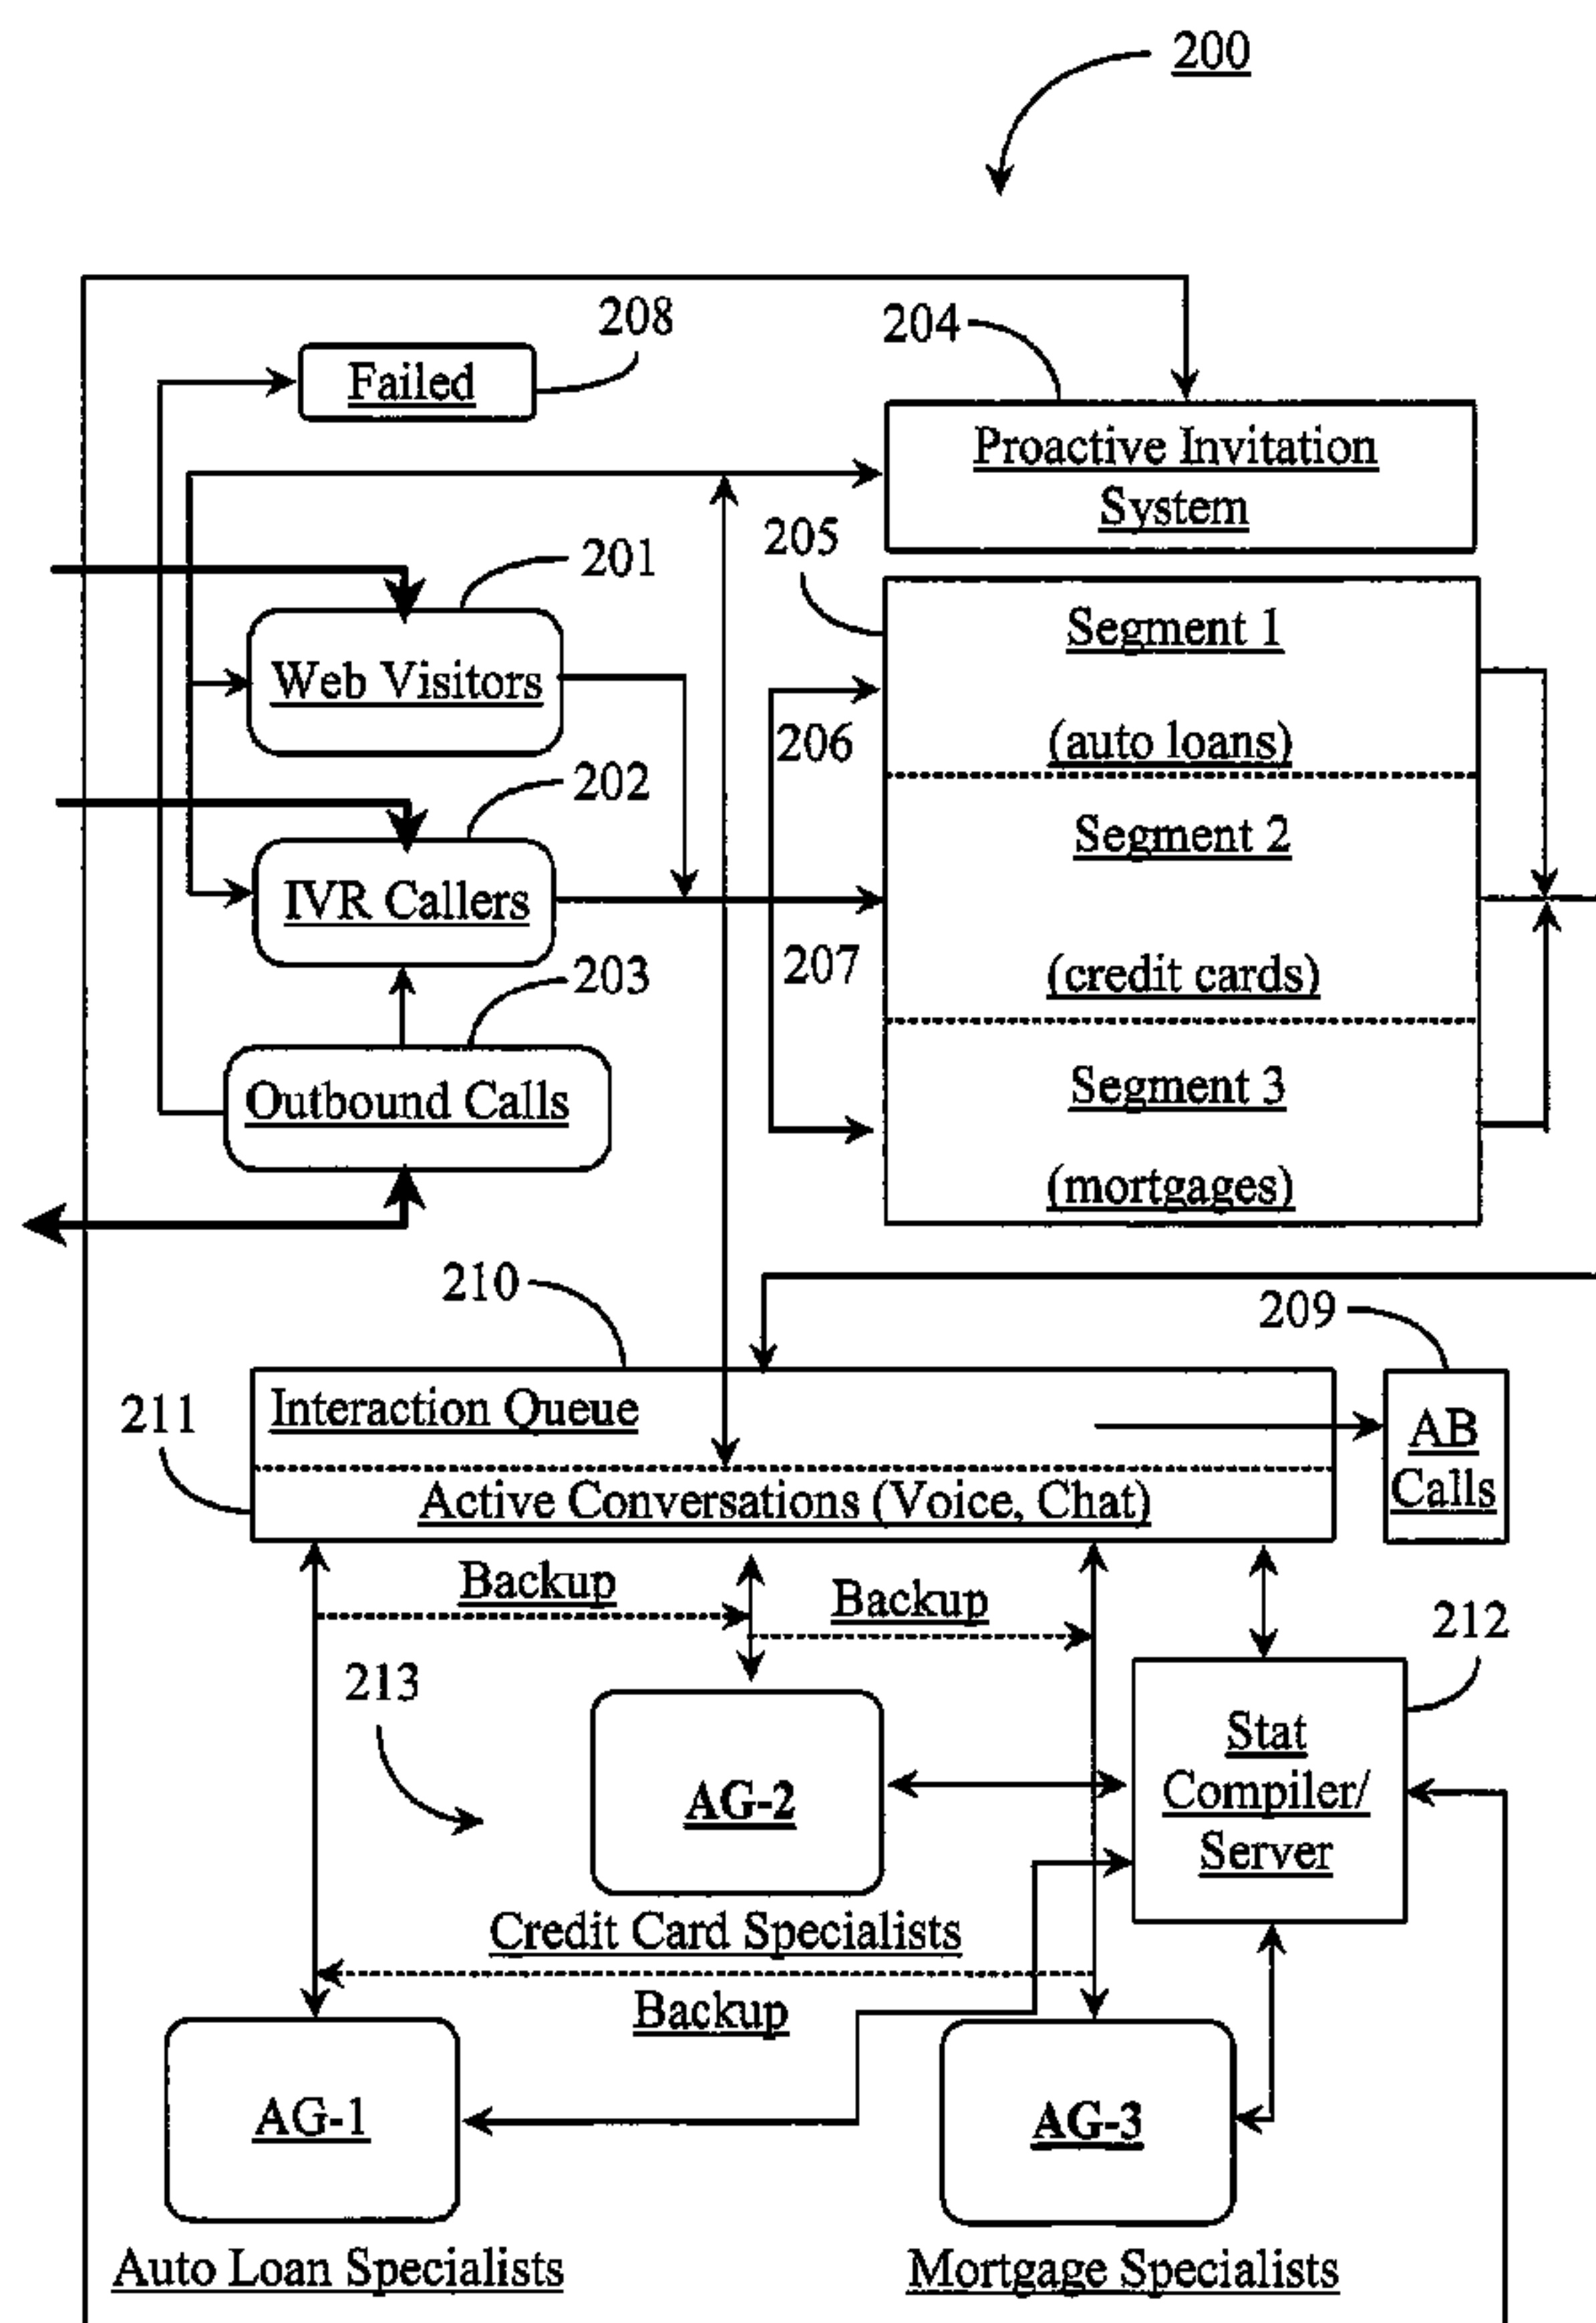 200
208
204
Failed
Proactive Invitation
System
205
201
Segment 1
Web Visitors
206
(auto loans)
202
Segment 2
IVR Callers
207
(credit cards)
203
Segment 3
Outbound Calls
(mortgages)
210
209
211
Interaction Queue
AB
Calls
Active Conversations (Voice, Chat)
Backup
Backup
212
213
Stat
Compiler/
Server
AG-2
Credit Card Specialists
Backup
AG-1
AG-3
Auto Loan Specialists
Mortgage Specialists